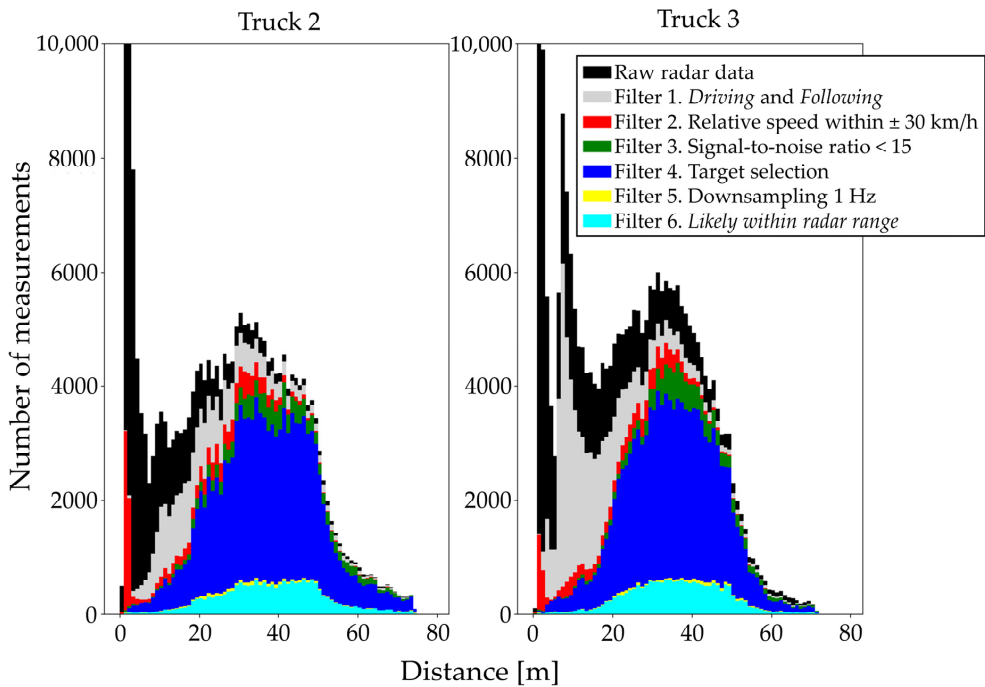 Truck 2
Truck 3
10,000
8000
6000
4000
2000
0
10,000
8000
6000
4000
2000
0
Number of measurements
Raw radar data
Filter 1. Driving and Following
Filter 2. Relative speed within ± 30 km/h
Filter 3. Signal-to-noise ratio < 15
Filter 4. Target selection
Filter 5. Downsampling 1 Hz
Filter 6. Likely within radar range
0 20 40 60 80
0 20 40 60 80
Distance [m]